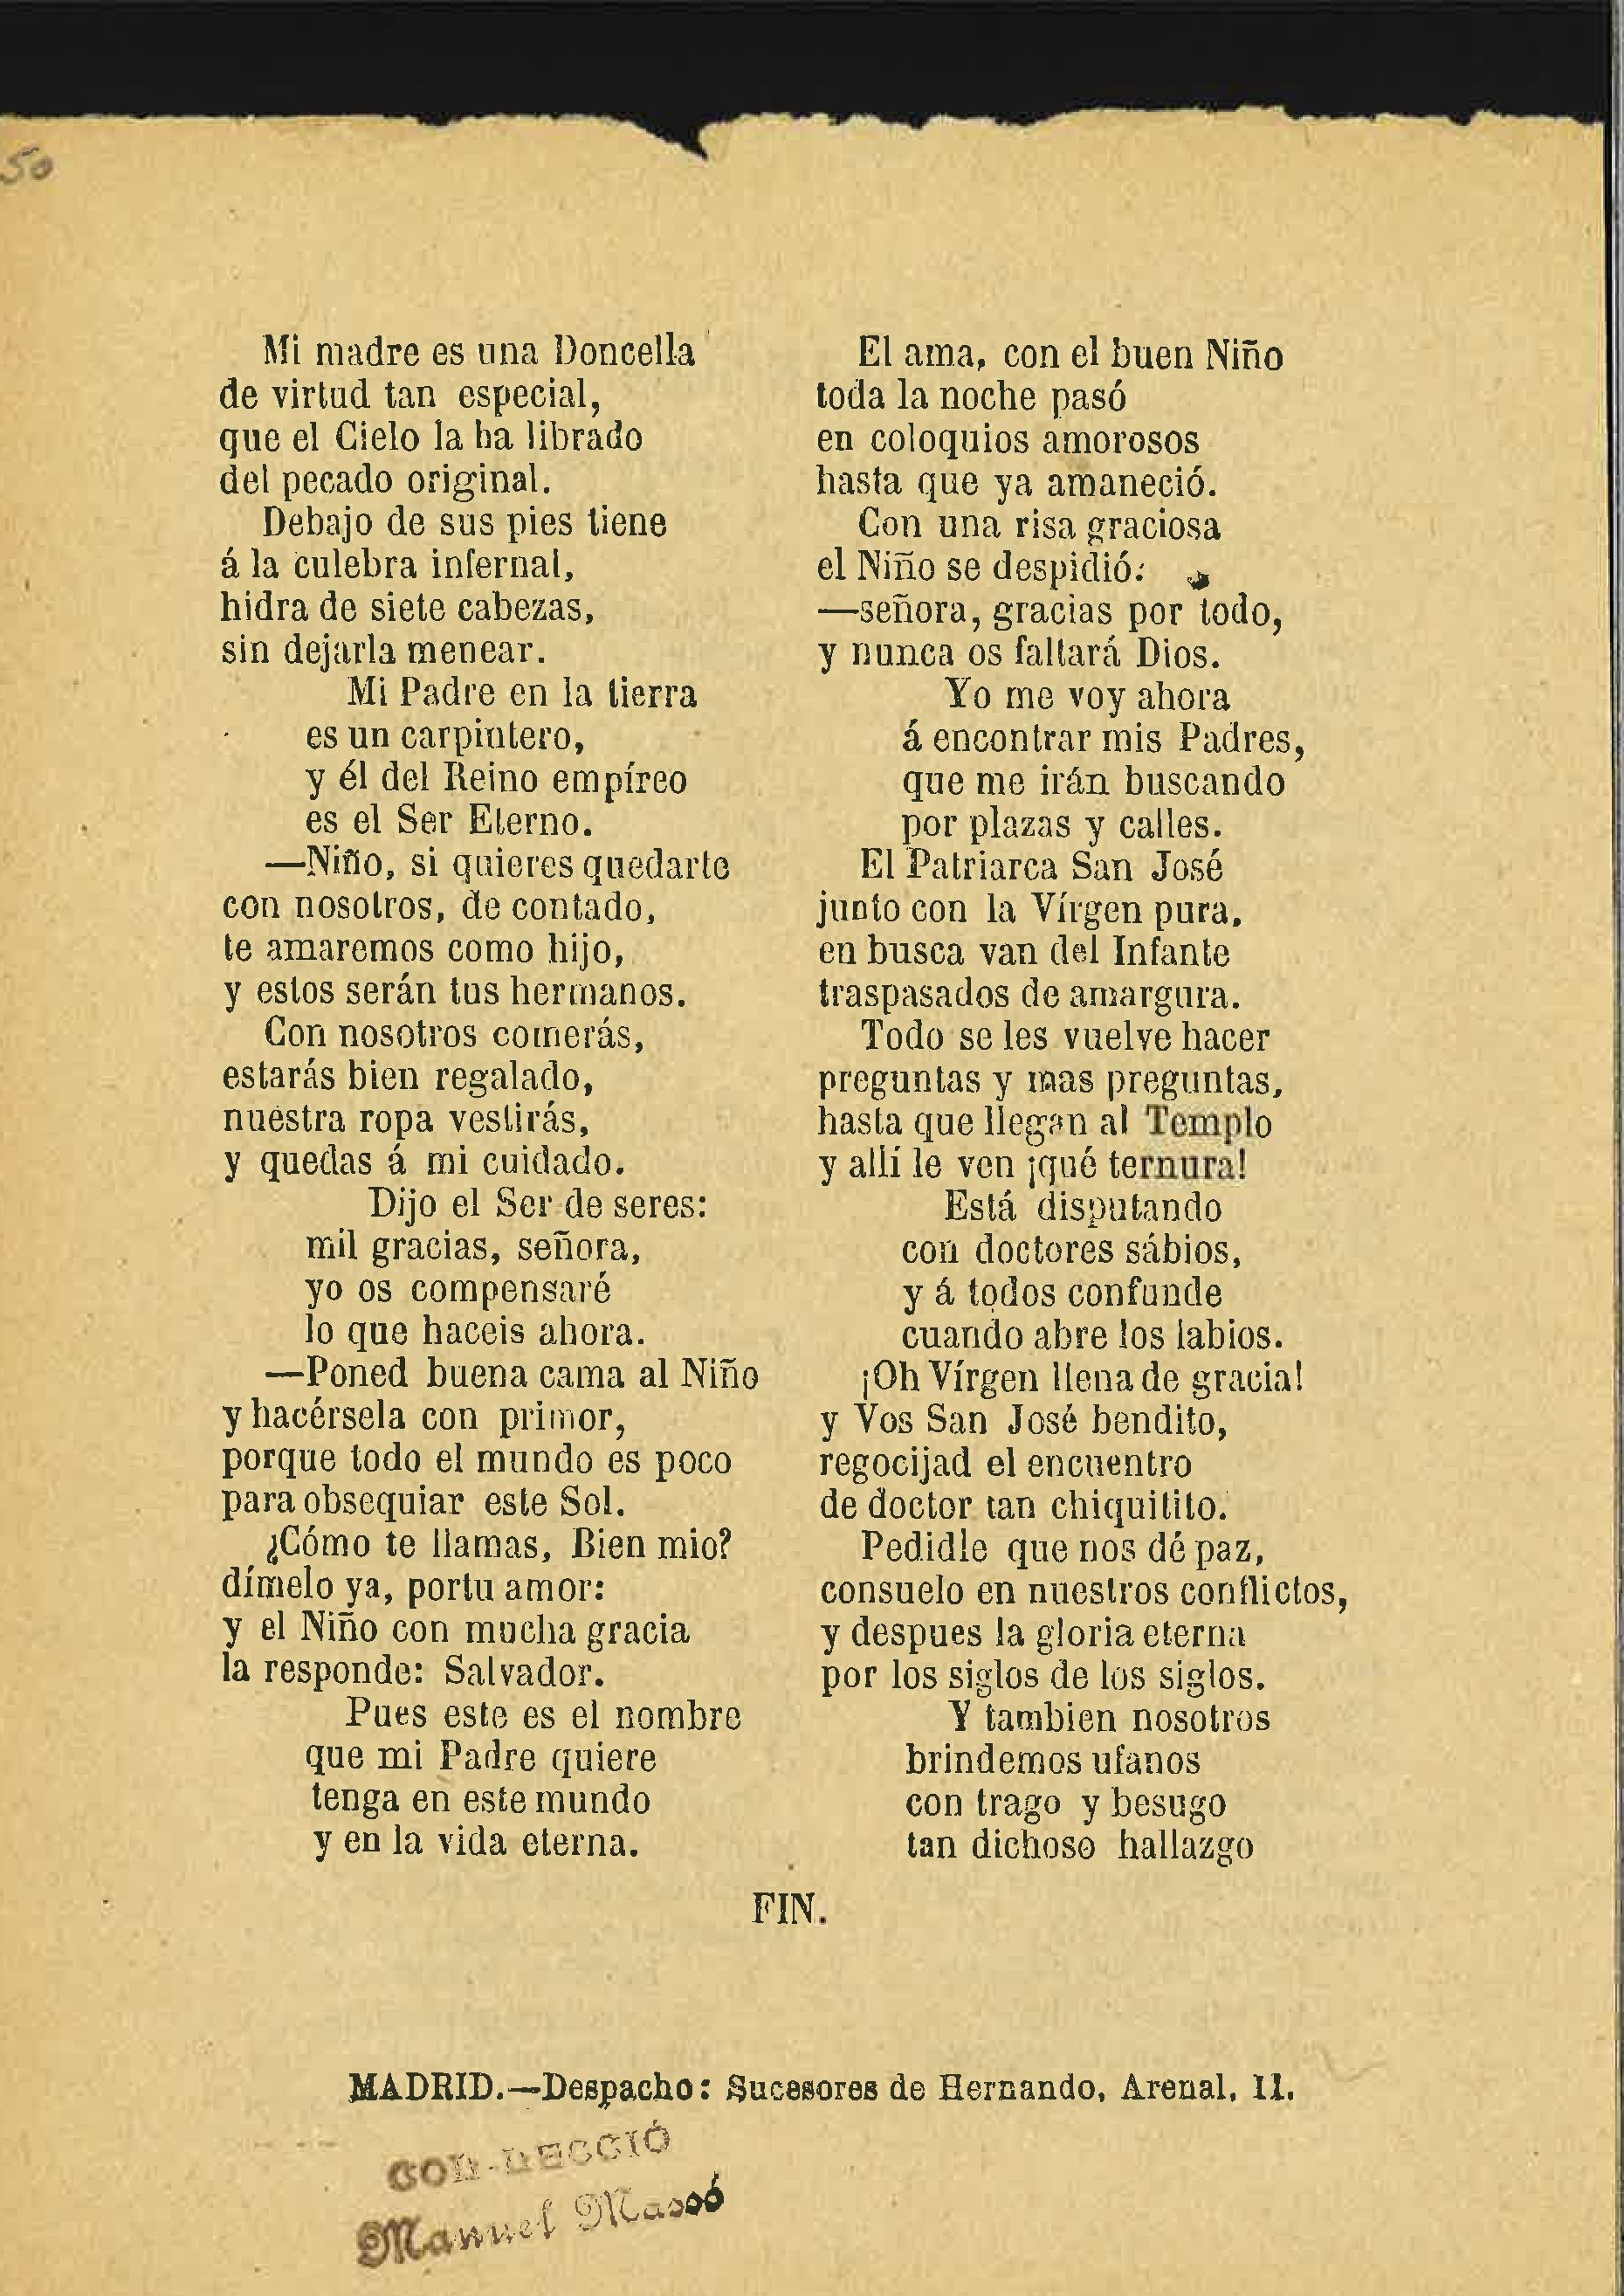 50
Mi madre es una Doncella
de virtud tan especial,
que el Cielo la ha librado
del pecado original.
Debajo de sus pies tiene
á la culebra infernal,
hidra de siete cabezas,
sin dejarla menear.
Mi Padre en la tierra
es un carpintero,
y él del Reino empíreo
es el Ser Eterno.
—Niño, si quieres quedarte
con nosotros, de contado,
te amaremos como hijo,
y estos serán tus hermanos.
Con nosotros comerás,
estarás bien regalado,
nuestra ropa vestirás,
y quedas á mi cuidado.
Dijo el Ser de seres:
mil gracias, señora,
yo os compensaré
lo que haceis ahora.
—Poned buena cama al Niño
y hacérsela con primor,
porque todo el mundo es poco
para obsequiar este Sol.
¿Cómo te llamas, Bien mio?
dímelo ya, portu amor:
y el Niño con mucha gracia
la responde: Salvador.
Pues este es el nombre
que mi Padre quiere
tenga en este mundo
y en la vida eterna.
El ama, con el buen Niño
toda la noche pasó
en coloquios amorosos
hasta que ya amaneció.
Con una risa graciosa
el Niño se despidió:
—señora, gracias por todo,
y nunca os faltará Dios.
Yo me voy ahora
á encontrar mis Padres,
que me irán buscando
por plazas y calles.
El Patriarca San José
junto con la Vírgen pura,
en busca van del Infante
traspasados de amargura.
Todo se les vuelve hacer
preguntas y mas preguntas,
hasta que llegan al Templo
y allí le ven ¡qué ternura!
Está disputando
con doctores sábios,
y á todos confunde
cuando abre los labios.
¡Oh Vírgen llena de gracia!
y Vos San José bendito,
regocijad el encuentro
de doctor tan chiquitito.
Pedidle que nos dé paz,
consuelo en nuestros conflictos,
y despues la gloria eterna
por los siglos de los siglos.
Y tambien nosotros
brindemos ufanos
con trago y besugo
tan dichoso hallazgo
FIN.
MADRID.—Despacho: Sucesores de Hernando, Arenal, 11.
COL·LECCIÓ
Manuel Massó